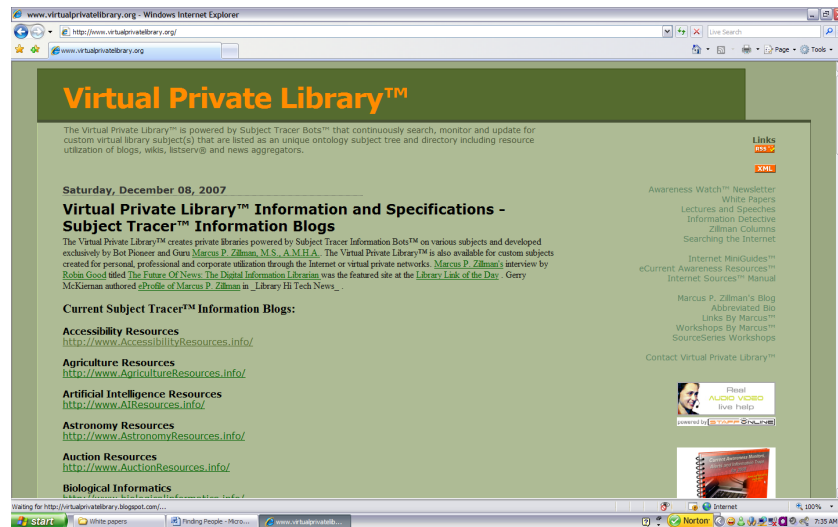 www.virtualprivatelibrary.org - Windows Internet Explorer
http://www.virtualprivatelibrary.org/
Live Search
www.virtualprivatelibrary.org
Page
Tools
Virtual Private Library™
The Virtual Private Library™ is powered by Subject Tracer Bots™ that continuously search, monitor and update for
custom virtual library subject(s) that are listed as an unique ontology subject tree and directory including resource
utilization of blogs, wikis, listserv® and news aggregators.
Links
RSS
XML
Saturday, December 08, 2007
Virtual Private Library™ Information and Specifications -
Subject Tracer™ Information Blogs
The Virtual Private Library™ creates private libraries powered by Subject Tracer Information Bots™ on various subjects and developed
exclusively by Bot Pioneer and Guru Marcus P. Zillman, M.S., A.M.H.A.. The Virtual Private Library™ is also available for custom subjects
created for personal, professional and corporate utilization through the Internet or virtual private networks. Marcus P. Zillman's interview by
Robin Good titled The Future Of News: The Digital Information Librarian was the featured site at the Library Link of the Day . Gerry
McKiernan authored eProfile of Marcus P. Zillman in _Library Hi Tech News_ .
Current Subject Tracer™ Information Blogs:
Accessibility Resources
http://www.AccessibilityResources.info/
Agriculture Resources
http://www.AgricultureResources.info/
Artificial Intelligence Resources
http://www.AIResources.info/
Astronomy Resources
http://www.AstronomyResources.info/
Auction Resources
http://www.AuctionResources.info/
Biological Informatics
Awareness Watch™ Newsletter
White Papers
Lectures and Speeches
Information Detective
Zillman Columns
Searching the Internet
Internet MiniGuides™
eCurrent Awareness Resources™
Internet Sources™ Manual
Marcus P. Zillman's Blog
Abbreviated Bio
Links By Marcus™
Workshops By Marcus™
SourceSeries Workshops
Contact Virtual Private Library™
Real
AUDIO VIDEO
live help
powered by STAFF ONLINE
Waiting for http://virtualprivatelibrary.blogspot.com/...
Internet
100%
start
White papers
Finding People - Micro...
www.virtualprivatelib...
Norton
7:35 AM